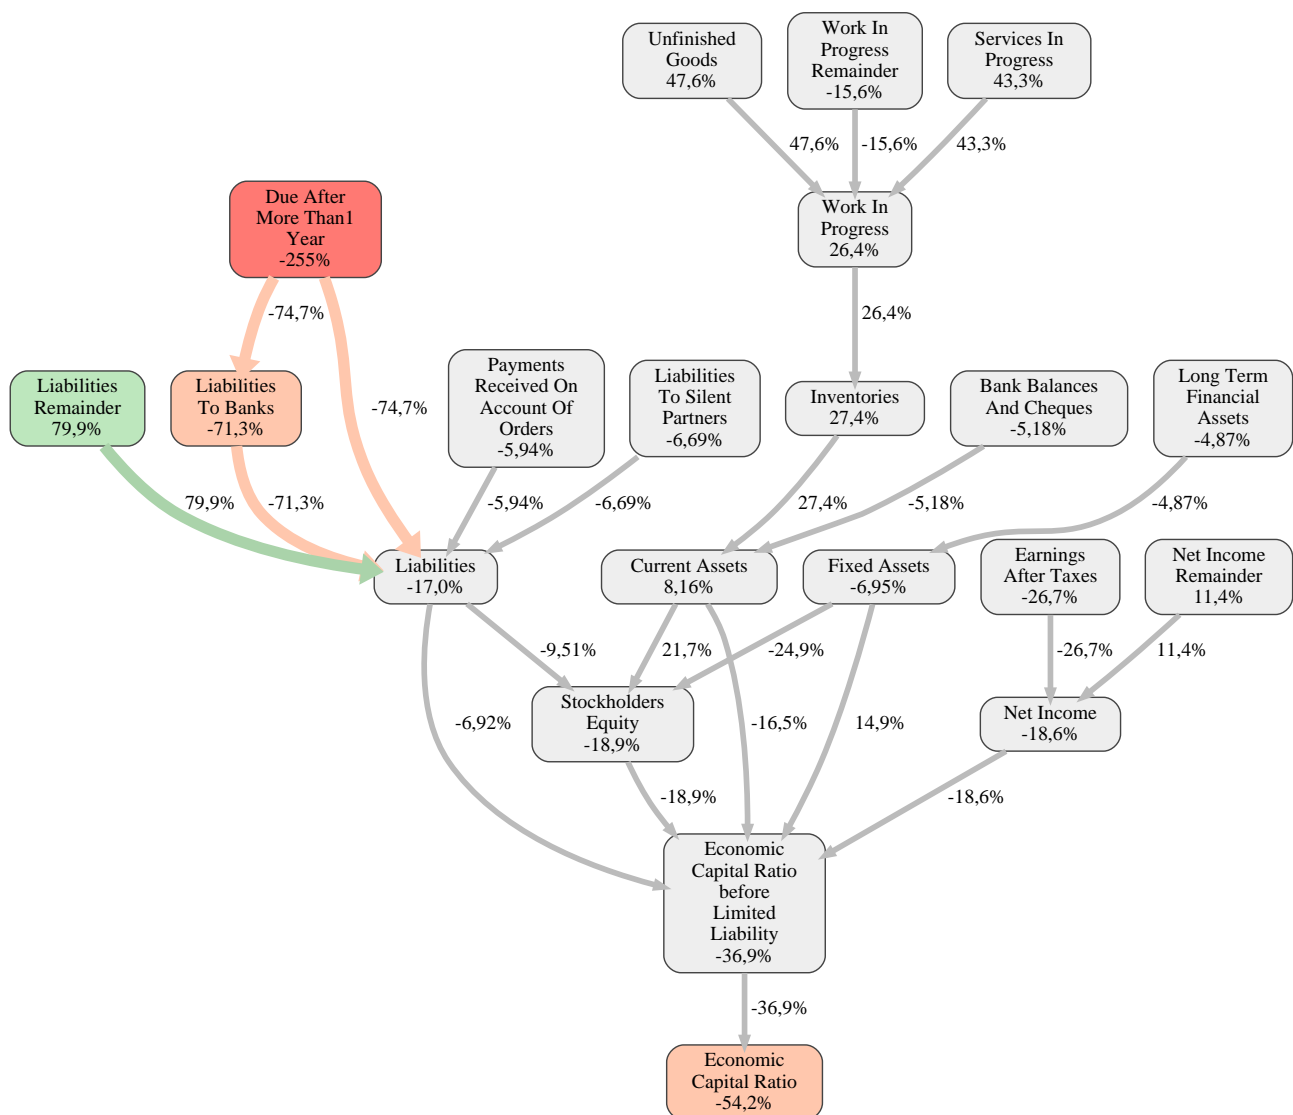 Unfinished
Goods
47,6%
Work In
Progress
Remainder
-15,6%
Services In
Progress
43,3%
47,6%
-15,6%
43,3%
Due After
More Than1
Year
-255%
Work In
Progress
26,4%
-74,7%
26,4%
Liabilities
Remainder
79,9%
Liabilities
To Banks
-71,3%
-74,7%
Payments
Received On
Account Of
Orders
-5,94%
Liabilities
To Silent
Partners
-6,69%
Inventories
27,4%
Bank Balances
And Cheques
-5,18%
Long Term
Financial
Assets
-4,87%
79,9%
-71,3%
-5,94%
-6,69%
27,4%
-5,18%
-4,87%
Liabilities
-17,0%
Current Assets
8,16%
Fixed Assets
-6,95%
Earnings
After Taxes
-26,7%
Net Income
Remainder
11,4%
-9,51%
21,7%
-24,9%
-26,7%
11,4%
-6,92%
Stockholders
Equity
-18,9%
-16,5%
14,9%
Net Income
-18,6%
-18,9%
-18,6%
Economic
Capital Ratio
before
Limited
Liability
-36,9%
-36,9%
Economic
Capital Ratio
-54,2%